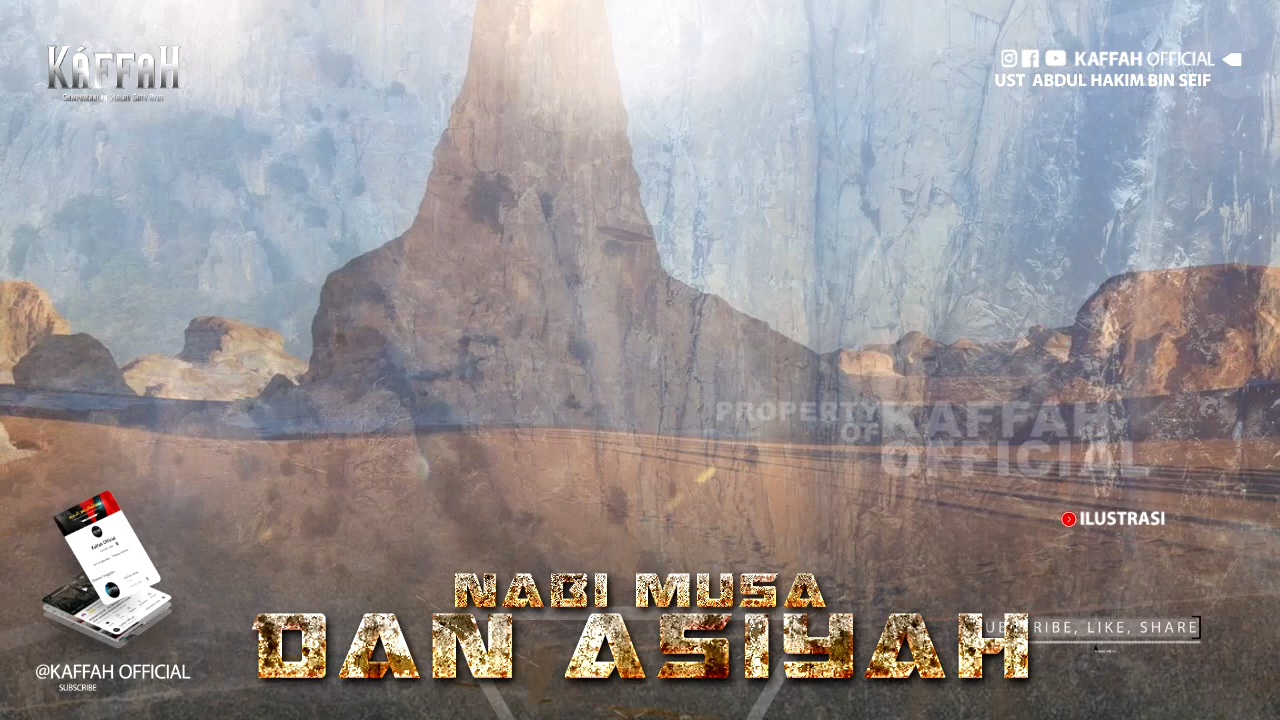 KÁFFAH
KAFFAH OFFICIAL
UST ABDUL HAKIM BIN SEIF
PROPERTY
OF
KAFFAH
OFFICIAL
ILUSTRASI
NABI MUSA
DAN ASIYAH
RIBE, LIKE, SHARE
@KAFFAH OFFICIAL
SUBSCRIBE